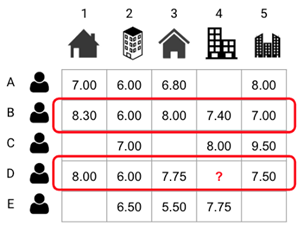 1 2 3 4 5
A 7.00 6.00 6.80 8.00
B 8.30 6.00 8.00 7.40 7.00
C 7.00 8.00 9.50
D 8.00 6.00 7.75 ? 7.50
E 6.50 5.50 7.75